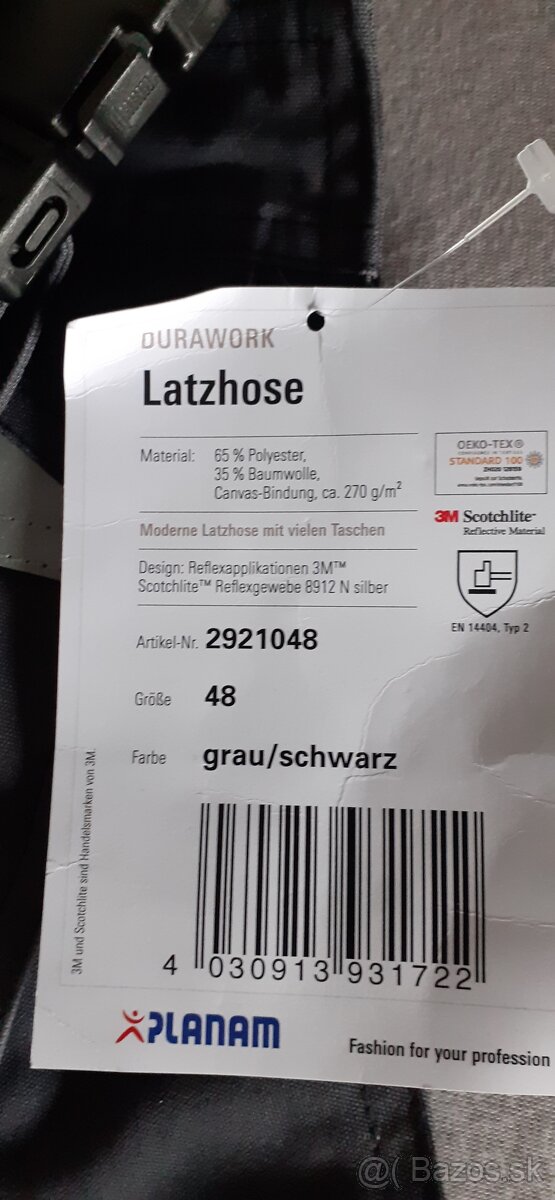 DURAWORK
Latzhose
Material: 65 % Polyester,
35 % Baumwolle,
Canvas-Bindung, ca. 270 g/m²
Moderne Latzhose mit vielen Taschen
Design: Reflexapplikationen 3M™
Scotchlite™ Reflexgewebe 8912 N silber
OEKO-TEX®
STANDARD 100
3M Scotchlite™
Reflective Material
EN 14404, Typ 2
Artikel-Nr. 2921048
Größe 48
Farbe grau/schwarz
3M und Scotchlite sind Handelsmarken von 3M.
4 030913 931722
PLANAM
Fashion for your profession
@( Bazos.sk